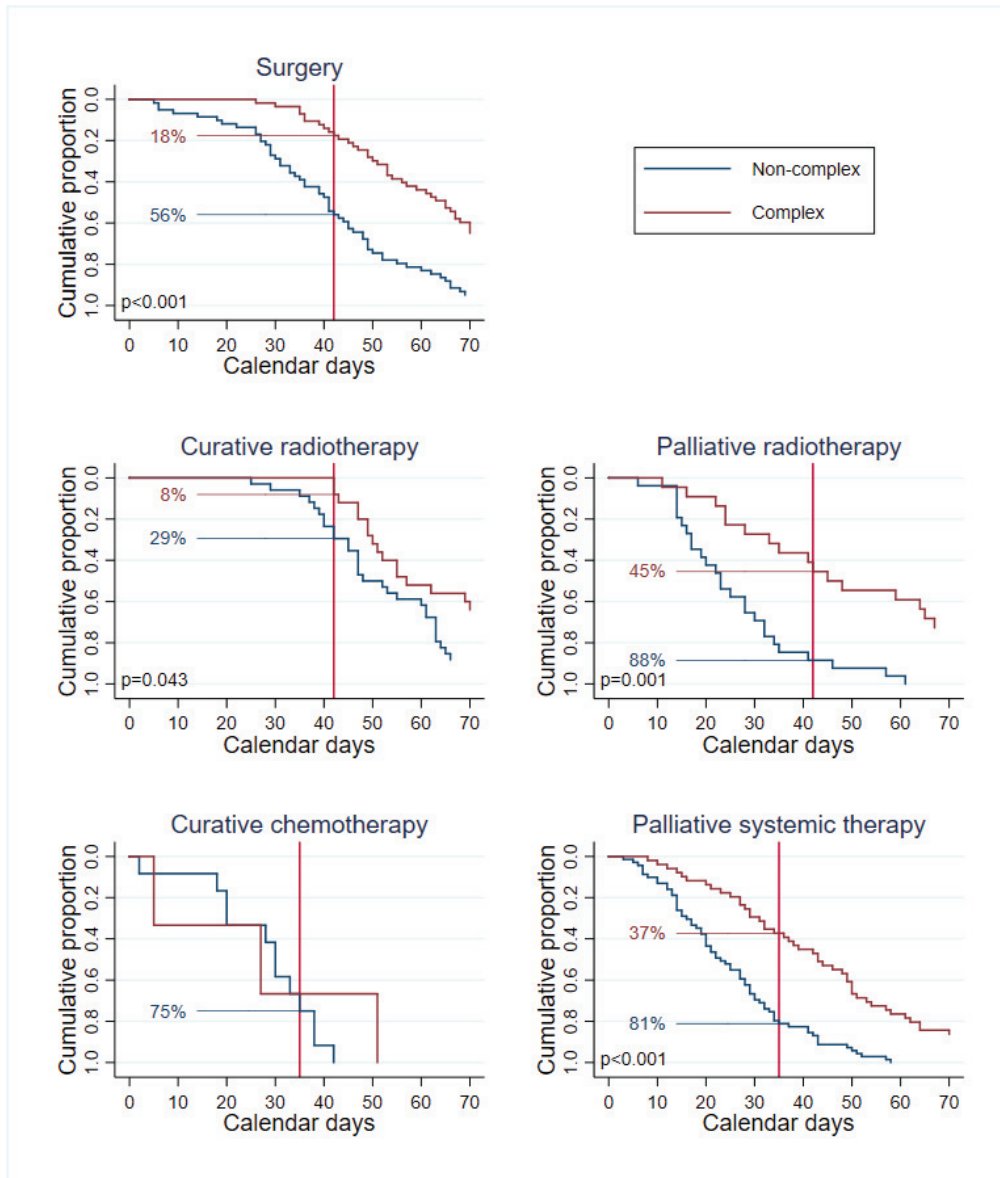 Surgery
Cumulative proportion
0.0
0.2
0.4
0.6
0.8
1.0
18%
56%
p<0.001
0 10 20 30 40 50 60 70
Calendar days
Non-complex
Complex
Curative radiotherapy
Cumulative proportion
0.0
0.2
0.4
0.6
0.8
1.0
8%
29%
p=0.043
0 10 20 30 40 50 60 70
Calendar days
Palliative radiotherapy
Cumulative proportion
0.0
0.2
0.4
0.6
0.8
1.0
45%
88%
p=0.001
0 10 20 30 40 50 60 70
Calendar days
Curative chemotherapy
Cumulative proportion
0.0
0.2
0.4
0.6
0.8
1.0
75%
0 10 20 30 40 50 60 70
Calendar days
Palliative systemic therapy
Cumulative proportion
0.0
0.2
0.4
0.6
0.8
1.0
37%
81%
p<0.001
0 10 20 30 40 50 60 70
Calendar days